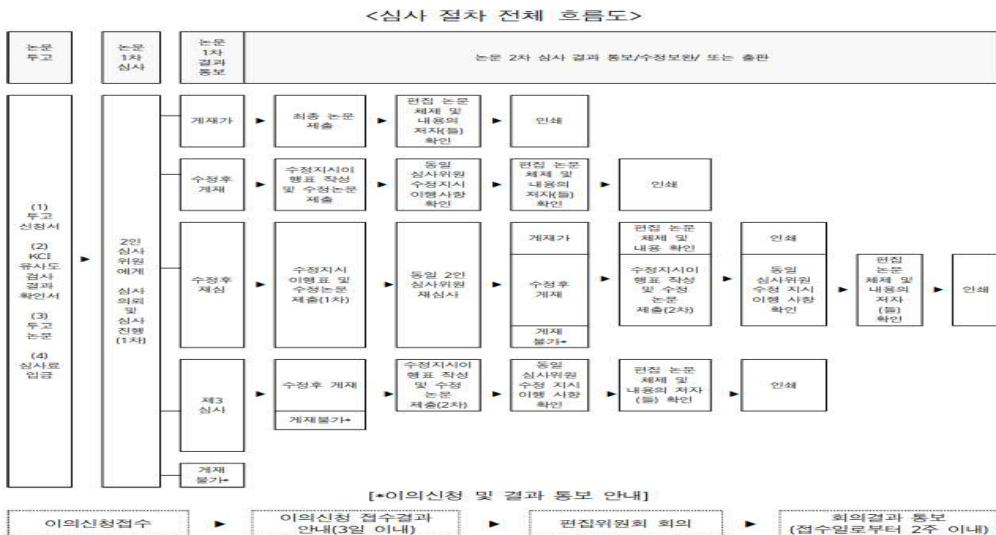 <심사 절차 전체 흐름도>
논문
투고
논문
1차
심사
논문
1차
결과
통보
논문 2차 심사 결과 통보/수정보완/ 또는 출판
(1)
투고
신청서
(2)
KCI
유사도
검사
결과
확인서
(3)
투고
논문
(4)
심사료
입금
►
2인
심사
위원
에게
심사
의뢰
및
심사
진행
(1차)
게재가
►
최종 논문
제출
►
편집 논문
체제 및
내용의
저자(들)
확인
►
인쇄
수정후
게재
►
수정지시이
행표 작성
및 수정논문
제출
►
동일
심사위원
수정지시
이행사항
확인
►
편집 논문
체제 및
내용의
저자(들)
확인
►
인쇄
수정후
재심
►
수정지시
이행표 및
수정논문
제출(1차)
►
동일 2인
심사위원
재심사
►
게재가
편집 논문
체제 및
내용 확인
인쇄
수정후
게재
►
수정지시이
행표 작성
및 수정
논문
제출(2차)
►
동일
심사위원
수정 지시
이행 사항
확인
►
편집
논문
체제 및
내용의
저자
(들)
확인
►
인쇄
게재
불가*
제3
심사
►
수정후 게재
►
수정지시이
행표 작성
및 수정
논문
제출(2차)
►
동일
심사위원
수정 지시
이행 사항
확인
►
편집 논문
체제 및
내용의 저자
(들) 확인
►
인쇄
게재불가*
게재
불가*
[*이의신청 및 결과 통보 안내]
이의신청접수
►
이의신청 접수결과
안내(3일 이내)
►
편집위원회 회의
►
회의결과 통보
(접수일로부터 2주 이내)